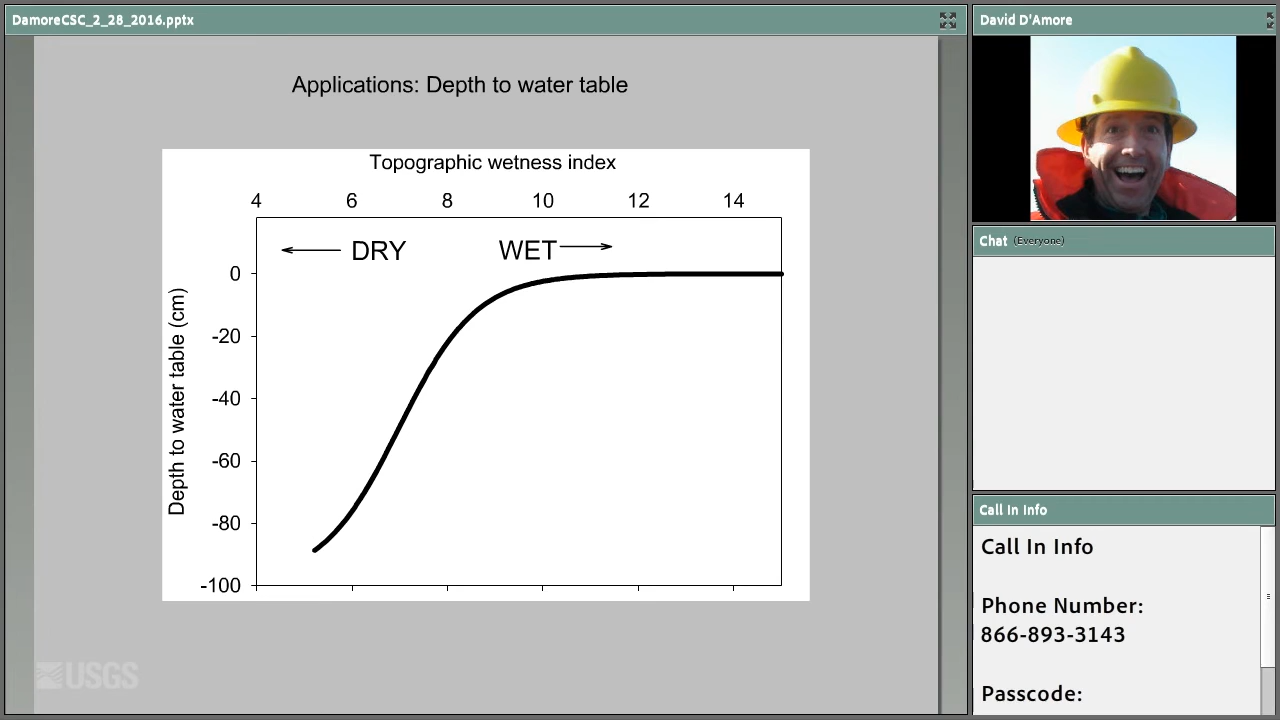 DamoreCSC_2_28_2016.pptx
Applications: Depth to water table
Topographic wetness index
4 6 8 10 12 14
DRY WET
Depth to water table (cm)
0
-20
-40
-60
-80
-100
USGS
David D'Amore
Chat (Everyone)
Call In Info
Call In Info
Phone Number:
866-893-3143
Passcode: